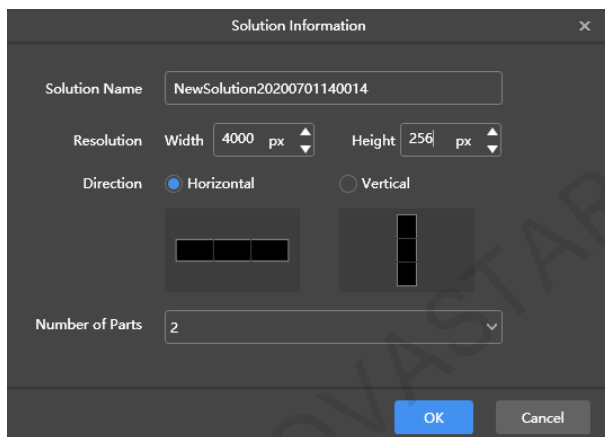 Solution Information
Solution Name NewSolution20200701140014
Resolution Width 4000 px Height 256 px
Direction Horizontal Vertical
Number of Parts 2
OK Cancel
OVASTAR